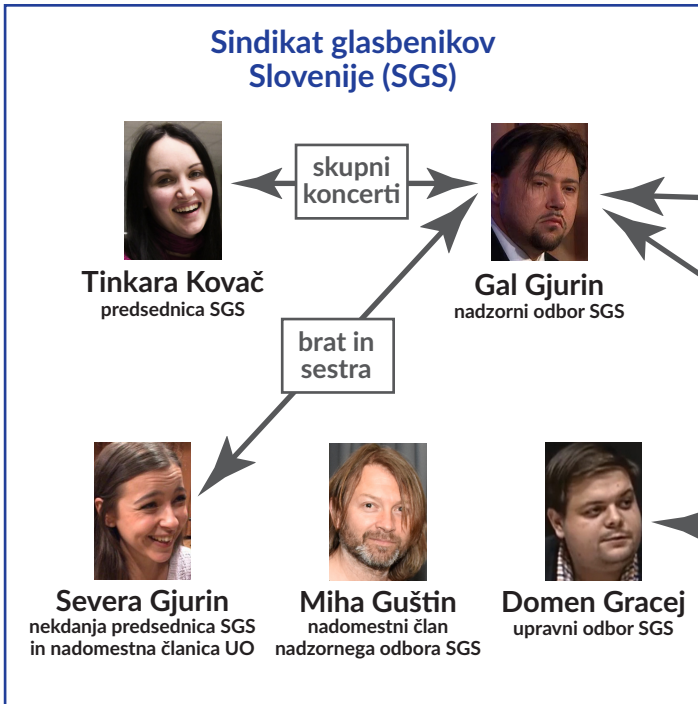 Sindikat glasbenikov
Slovenije (SGS)
skupni
koncerti
Tinkara Kovač
predsednica SGS
Gal Gjurin
nadzorni odbor SGS
brat in
sestra
Severa Gjurin
nekdanja predsednica SGS
in nadomestna članica UO
Miha Guštin
nadomestni član
nadzornega odbora SGS
Domen Gracej
upravni odbor SGS